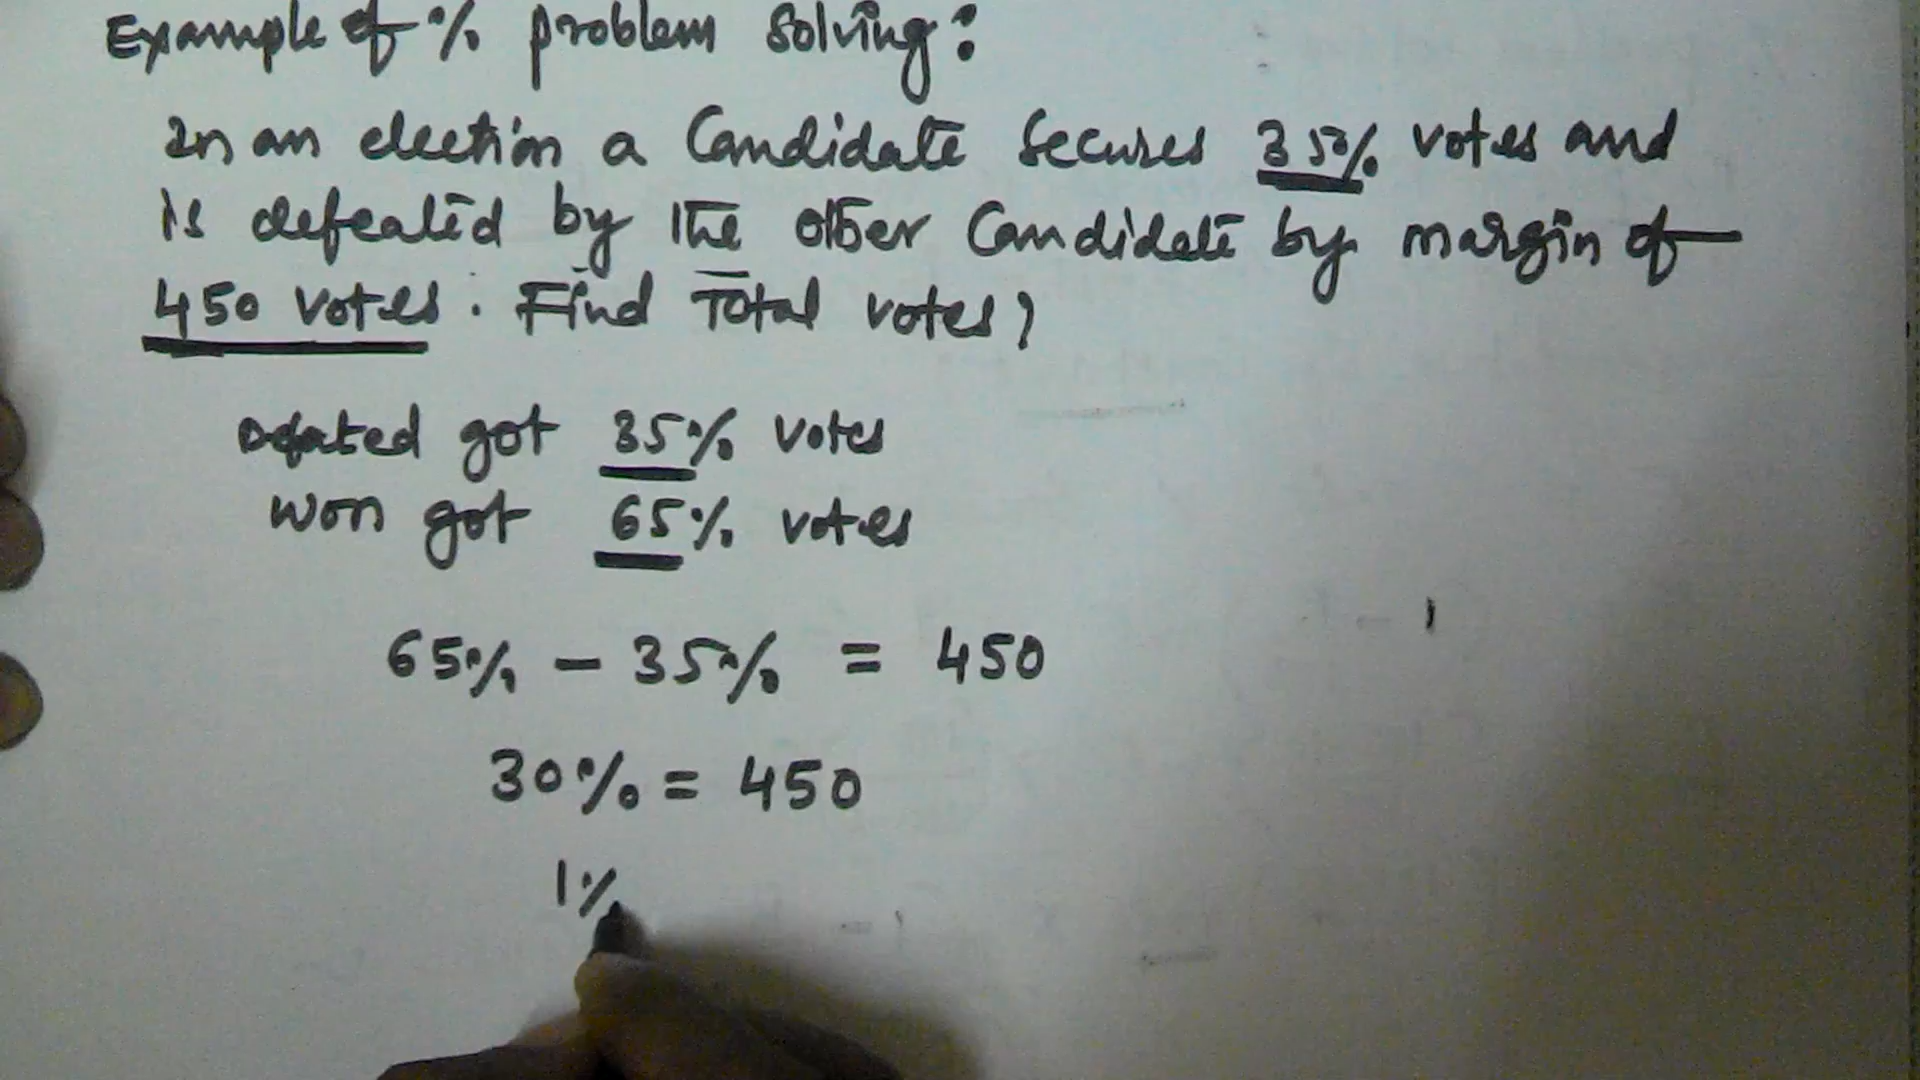 Example of % problem solving:
In an election a Candidate Secures 35% votes and
is defeated by the other Candidate by margin of
450 votes. Find Total votes?
Defated got 35% votes
Won got 65% votes
65% - 35% = 450
30% = 450
1%